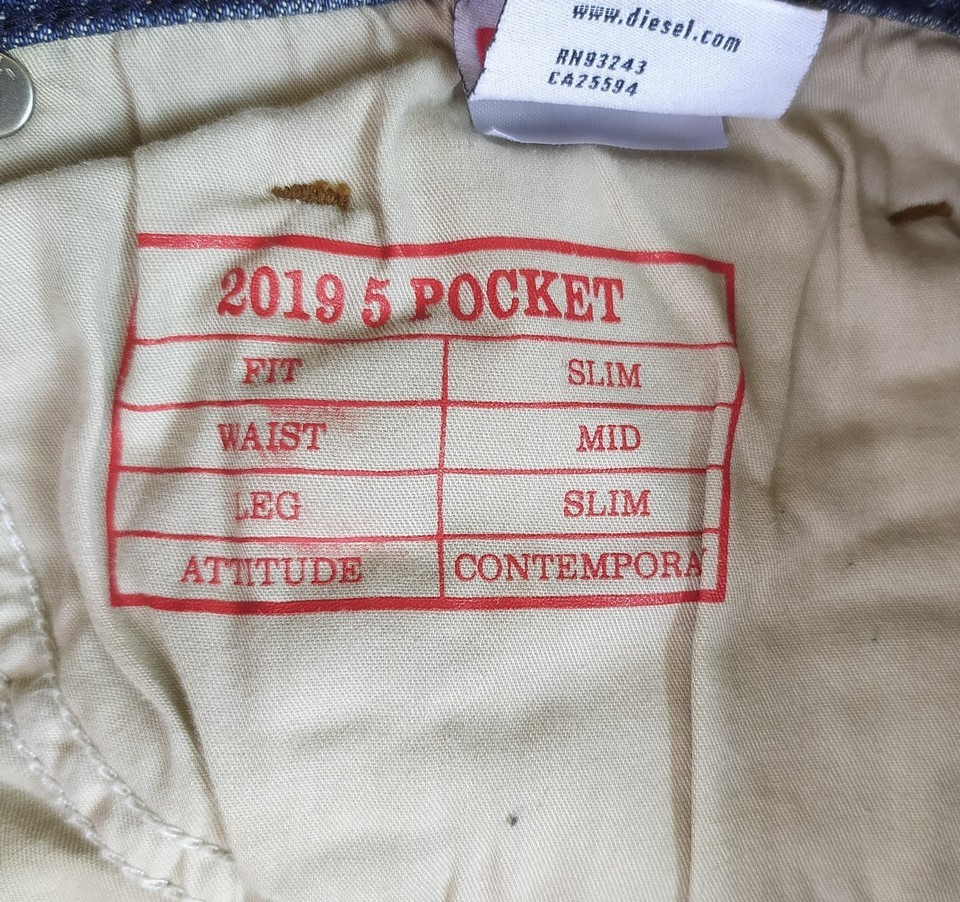 www.diesel.com
RN93243
CA25594
2019 5 POCKET
FIT SLIM
WAIST MID
LEG SLIM
ATTITUDE CONTEMPORA